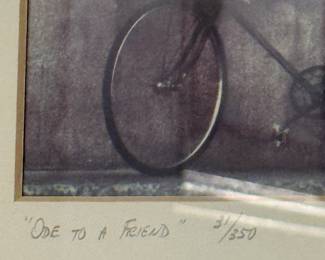 "ODE TO A FRIEND" 31/350